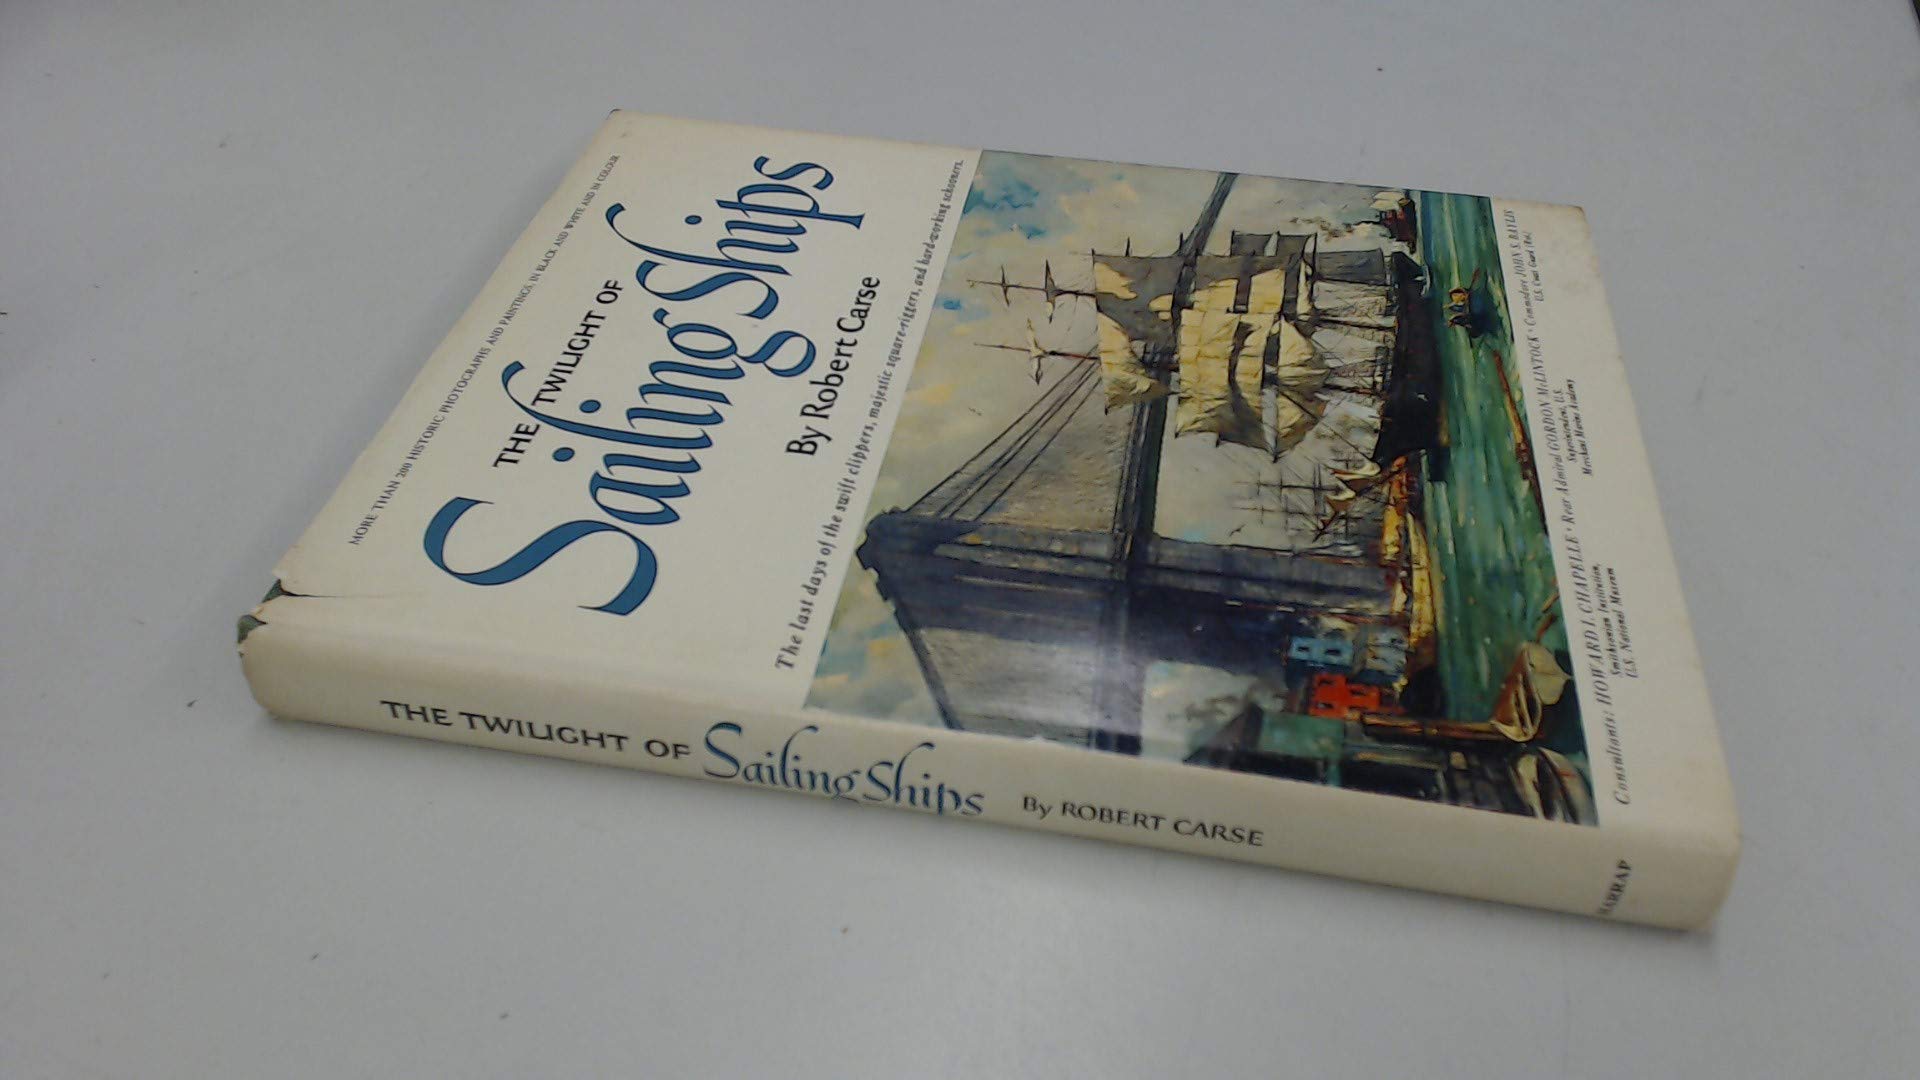 MORE THAN 200 HISTORIC PHOTOGRAPHS AND PAINTINGS, IN BLACK AND WHITE AND IN COLOUR
THE TWILIGHT OF
Sailing Ships
By Robert Carse
The last days of the swift clippers, majestic square-riggers, and hard-working schooners.
Consultants: HOWARD I. CHAPELLE • Rear Admiral GORDON McLINTOCK • Commodore JOHN S. BAYLIS
Smithsonian Institution, Superintendent, U.S. U.S. Coast Guard (Ret.)
U.S. National Museum Merchant Marine Academy
THE TWILIGHT OF Sailing Ships By ROBERT CARSE HARRAP